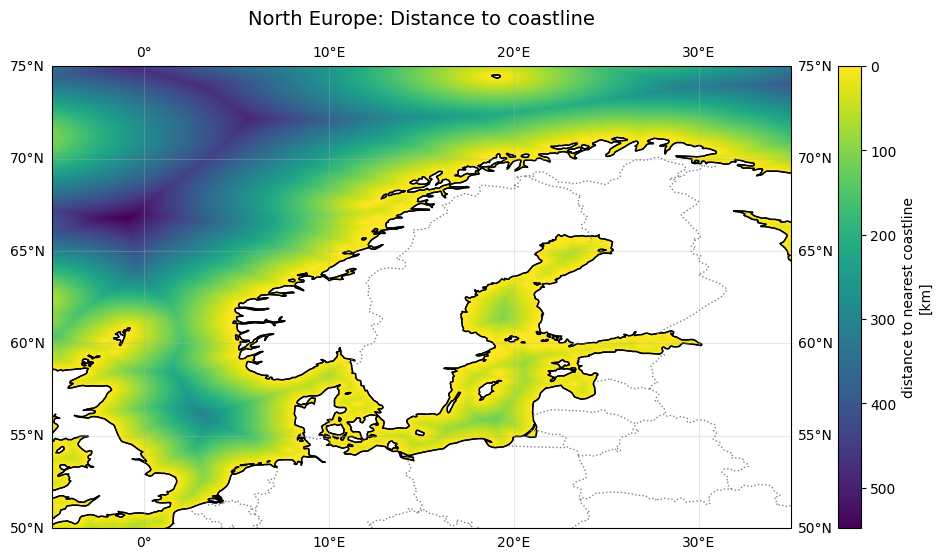 North Europe: Distance to coastline
0° 10°E 20°E 30°E
75°N 75°N 0
70°N 70°N 100
65°N 65°N 200
60°N 60°N 300
55°N 55°N 400
50°N 50°N 500
0° 10°E 20°E 30°E
distance to nearest coastline
[km]